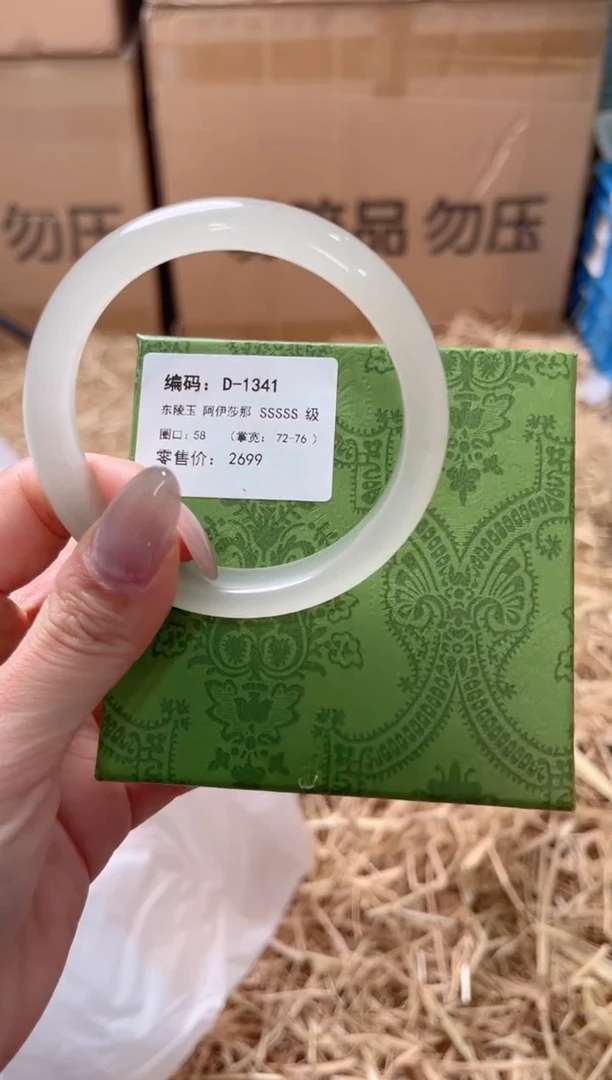 勿压
品 勿压
编码：D-1341
东陵玉 阿伊莎那 SSSSS 级
圈口：58 （掌宽：72-76 ）
零售价：2699